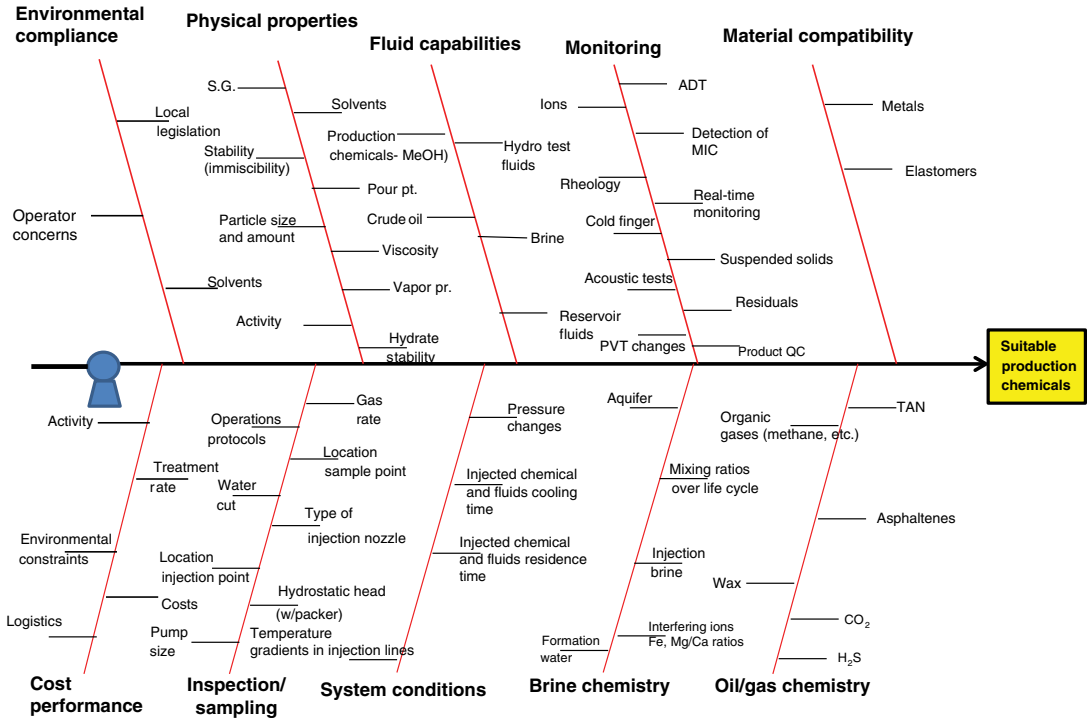 Environmental
compliance
Physical properties
Fluid capabilities
Monitoring
Material compatibility
Local
legislation
Operator
concerns
Solvents
S.G.
Solvents
Stability
(immiscibility)
Pour pt.
Particle size
and amount
Viscosity
Vapor pr.
Activity
Hydrate
stability
Production
chemicals- MeOH)
Hydro test
fluids
Crude oil
Brine
Reservoir
fluids
ADT
Ions
Detection of
MIC
Rheology
Real-time
monitoring
Cold finger
Suspended solids
Acoustic tests
Residuals
PVT changes
Product QC
Metals
Elastomers
Suitable
production
chemicals
Activity
Treatment
rate
Environmental
constraints
Costs
Logistics
Gas
rate
Operations
protocols
Location
sample point
Water
cut
Type of
injection nozzle
Location
injection point
Hydrostatic head
(w/packer)
Pump
size
Temperature
gradients in injection lines
Pressure
changes
Injected chemical
and fluids cooling
time
Injected chemical
and fluids residence
time
Aquifer
Mixing ratios
over life cycle
Injection
brine
Interfering ions
Fe, Mg/Ca ratios
Formation
water
TAN
Organic
gases (methane, etc.)
Asphaltenes
Wax
CO₂
H₂S
Cost
performance
Inspection/
sampling
System conditions
Brine chemistry
Oil/gas chemistry